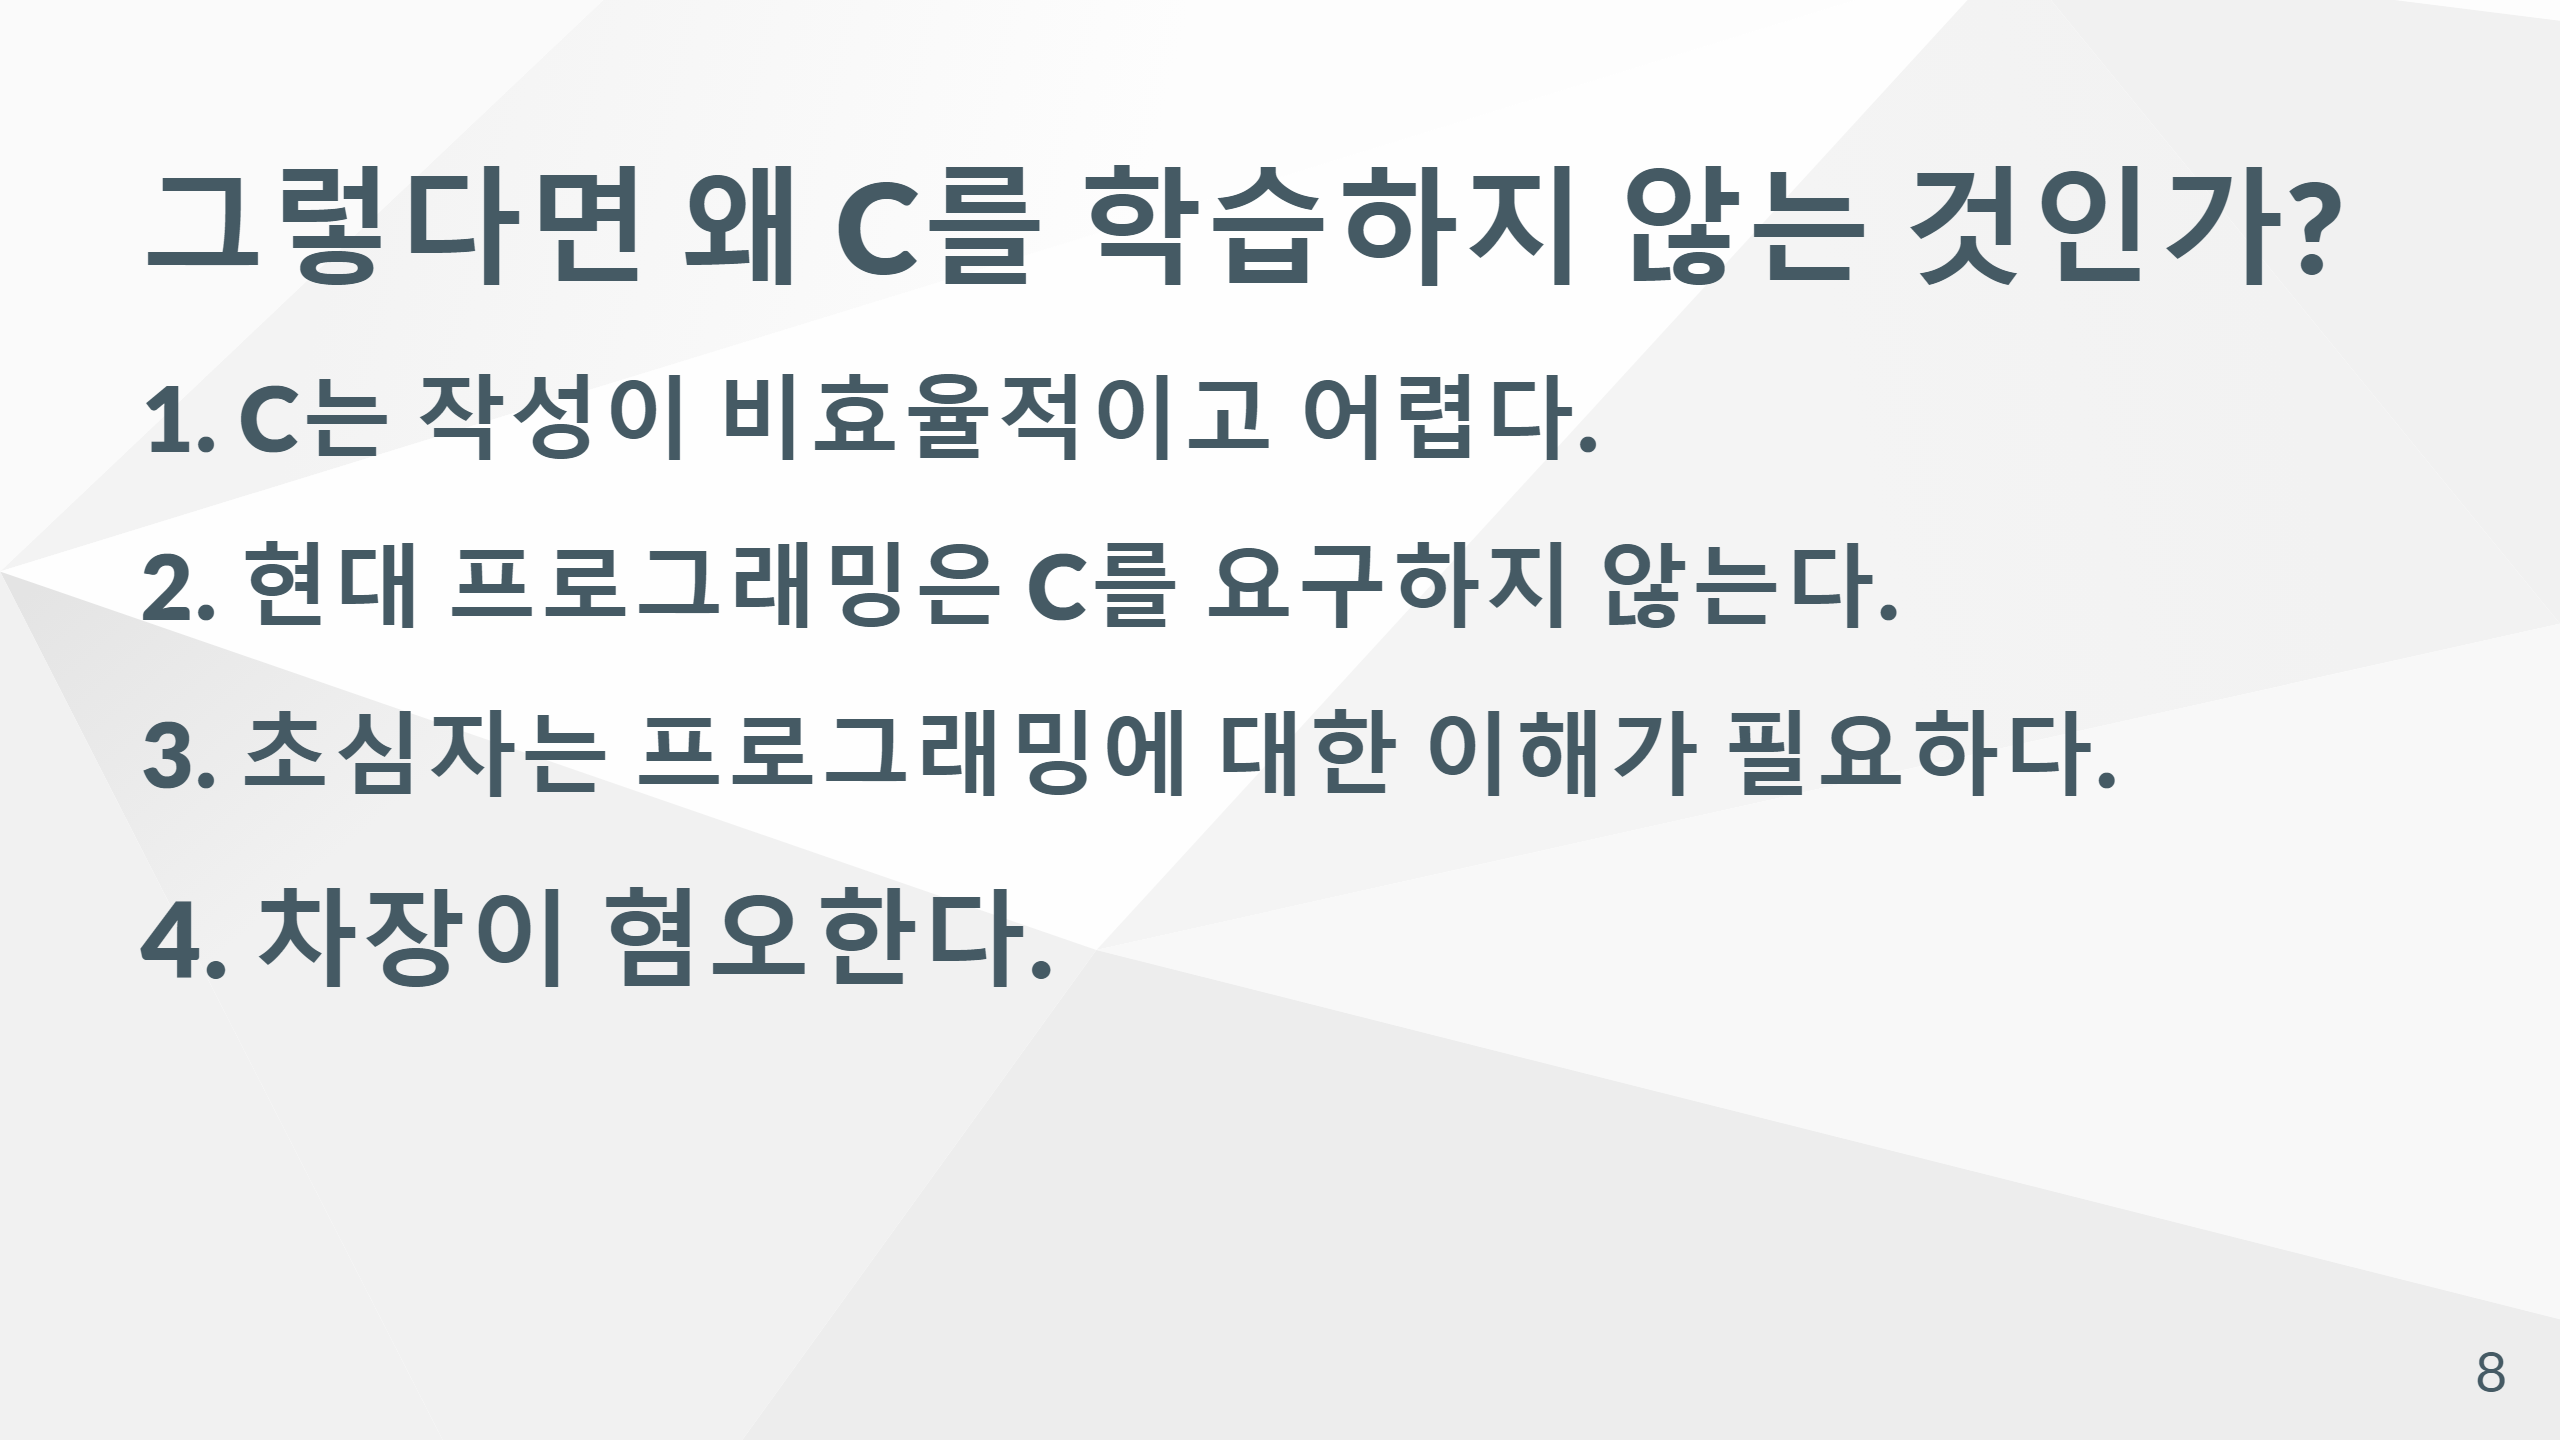 그렇다면 왜 C를 학습하지 않는 것인가?
1. C는 작성이 비효율적이고 어렵다.
2. 현대 프로그래밍은 C를 요구하지 않는다.
3. 초심자는 프로그래밍에 대한 이해가 필요하다.
4. 차장이 혐오한다.
8